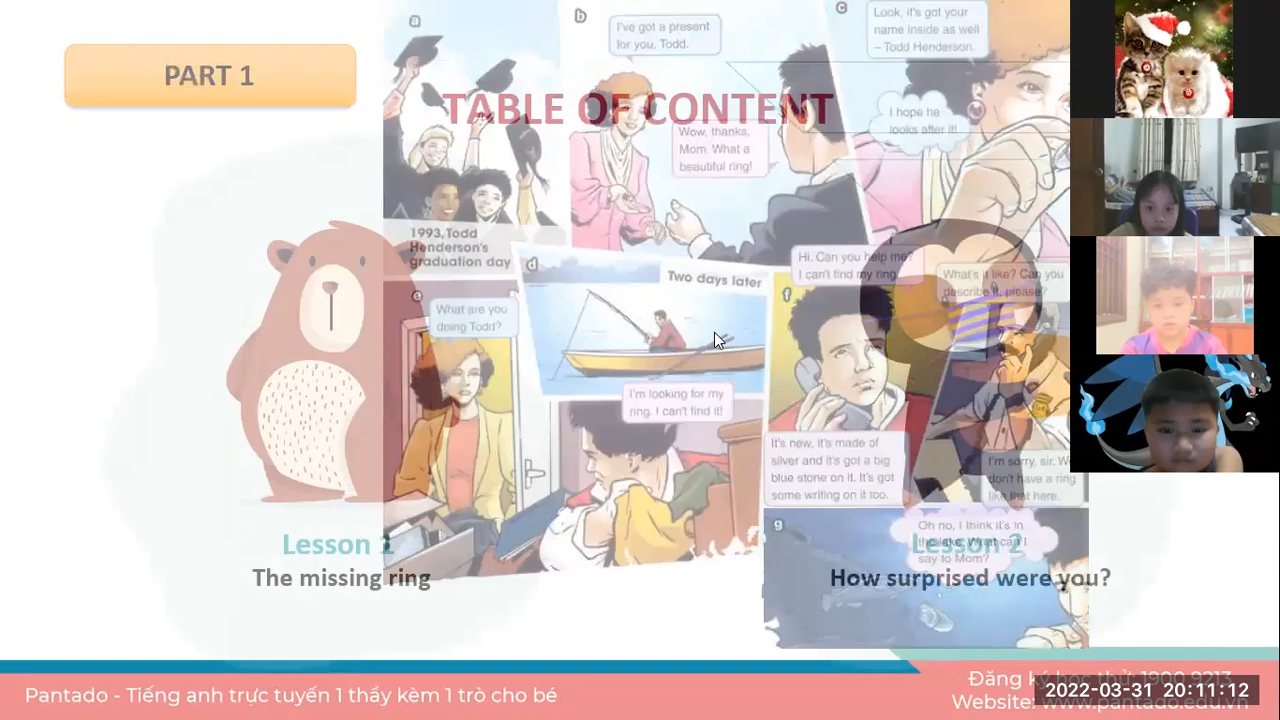 PART 1
TABLE OF CONTENT
a
b
I've got a present
for you, Todd.
Wow, thanks,
Mom. What a
beautiful ring!
c
Look, it's got your
name inside as well
– Todd Henderson.
I hope he
looks after it!
1993, Todd
Henderson's
graduation day
d
Two days later
e
What are you
doing Todd?
I'm looking for my
ring. I can't find it!
f
Hi. Can you help me?
I can't find my ring.
What's it like? Can you
describe it, please?
It's new, it's made of
silver and it's got a big
blue stone on it. It's got
some writing on it too.
I'm sorry, sir. We
don't have a ring
like that here.
g
Oh no, I think it's in
the lake. What can I
say to Mom?
Lesson 1
The missing ring
Lesson 2
How surprised were you?
Pantado - Tiếng anh trực tuyến 1 thầy kèm 1 trò cho bé
Đăng ký học thử: 1900 9213
Website: www.pantado.edu.vn
2022-03-31 20:11:12